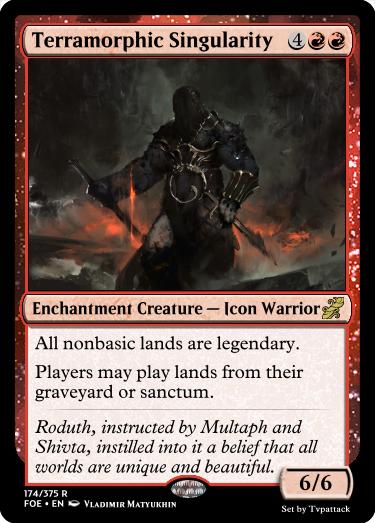 Terramorphic Singularity 4
Enchantment Creature — Icon Warrior
All nonbasic lands are legendary.
Players may play lands from their
graveyard or sanctum.
Roduth, instructed by Multaph and
Shivta, instilled into it a belief that all
worlds are unique and beautiful.
6/6
174/375 R
FOE • EN Vladimir Matyukhin
Set by Tvpattack